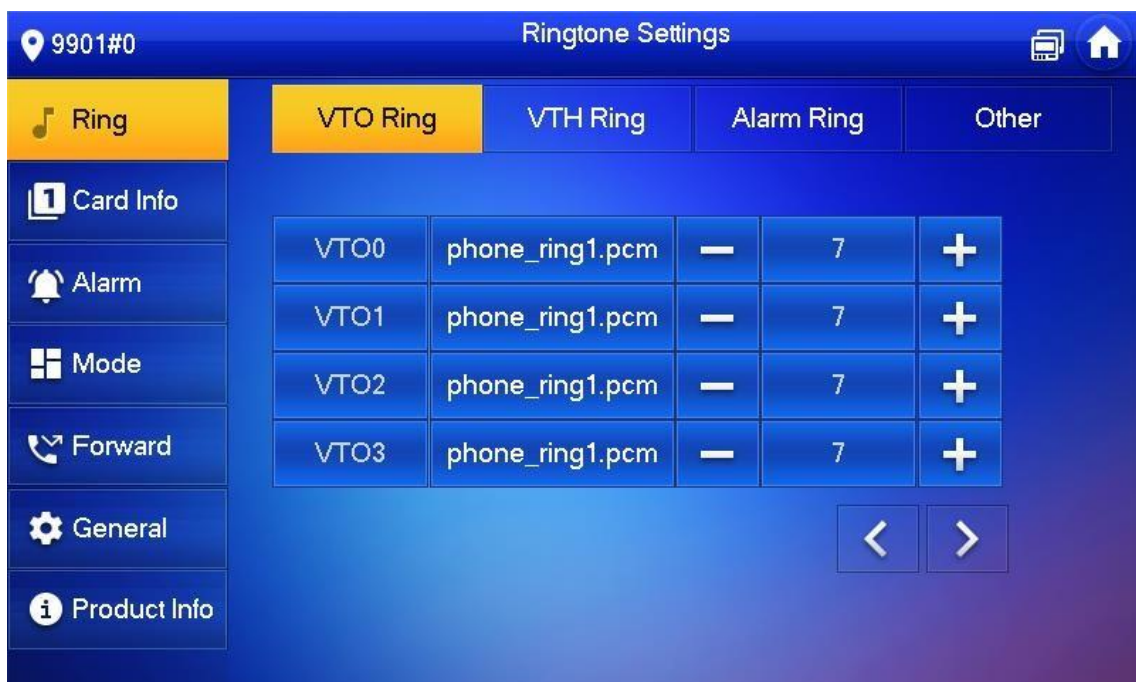 9901#0
Ringtone Settings
Ring
VTO Ring
VTH Ring
Alarm Ring
Other
1 Card Info
Alarm
Mode
Forward
General
Product Info
VTO0 phone_ring1.pcm 7
VTO1 phone_ring1.pcm 7
VTO2 phone_ring1.pcm 7
VTO3 phone_ring1.pcm 7